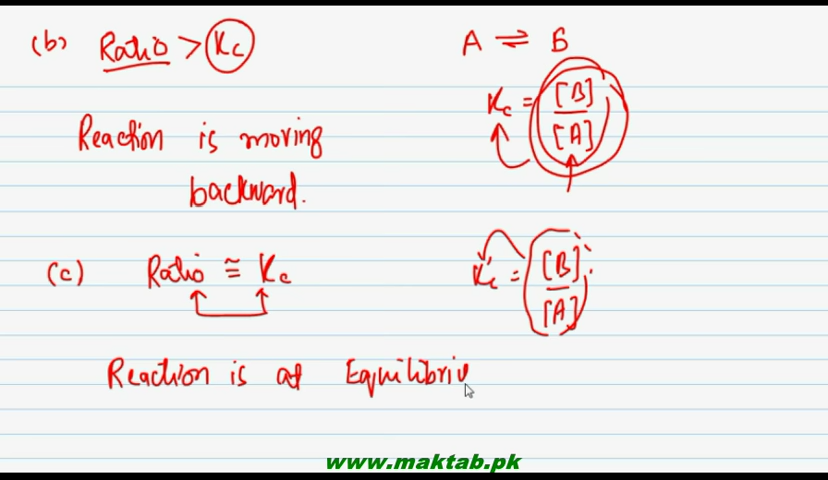 (b) Ratio > Kc
A ⇌ B
Kc = [B]
[A]
Reaction is moving
backward.
(c) Ratio ≅ Kc
Kc = [B]
[A]
Reaction is at Equilibriu
www.maktab.pk